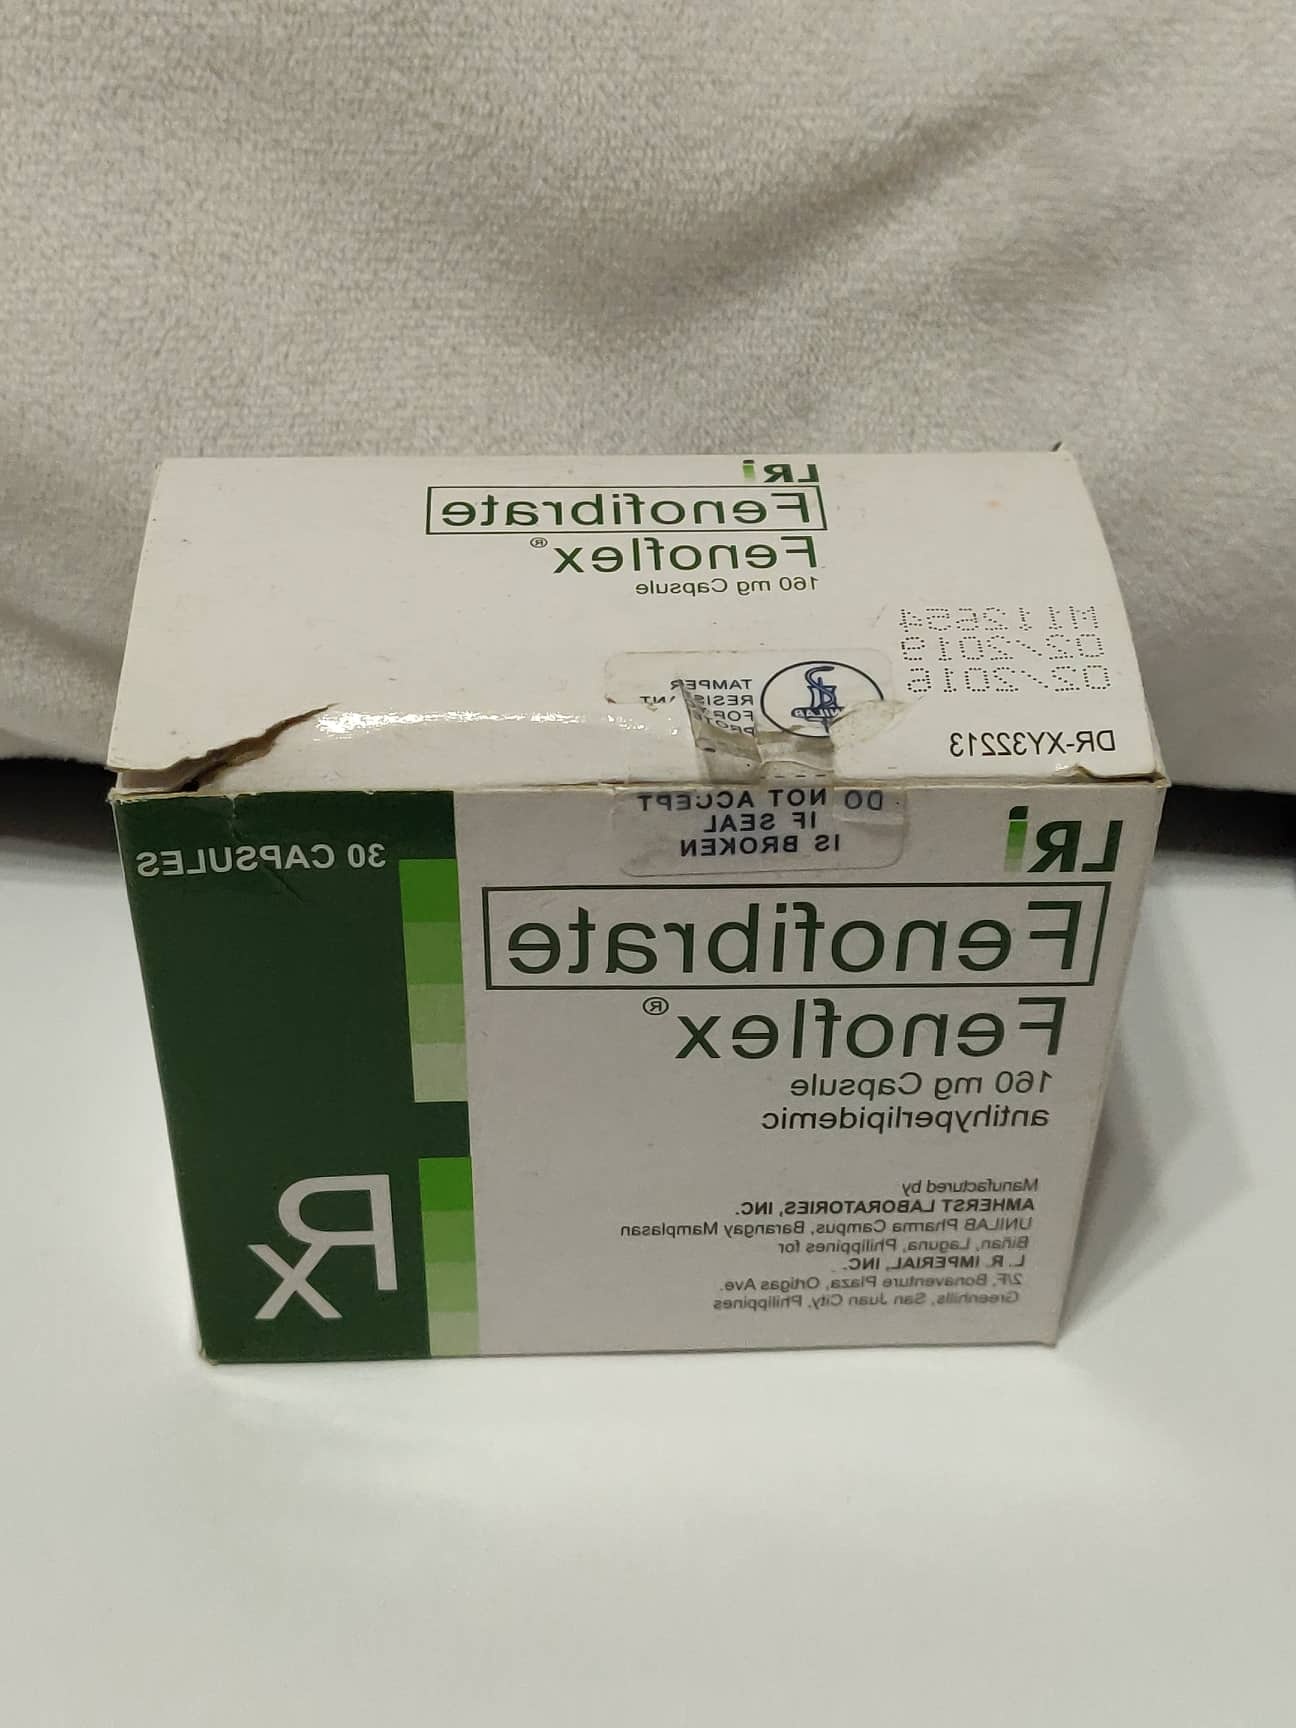 LRi
Fenofibrate
Fenoflex®
160 mg Capsule
M112654
02/2019
02/2016
TAMPER
FOR
DR-XY32213
DO NOT ACCEPT
IF SEAL
IS BROKEN
LRi
30 CAPSULES
Fenofibrate
Fenoflex®
160 mg Capsule
antihyperlipidemic
Rx
Manufactured by
AMHERST LABORATORIES, INC.
UNILAB Pharma Campus, Barangay Mamplasan
Biñan, Laguna, Philippines for
L. R. IMPERIAL, INC.
2/F, Bonaventure Plaza, Ortigas Ave.
Greenhills, San Juan City, Philippines